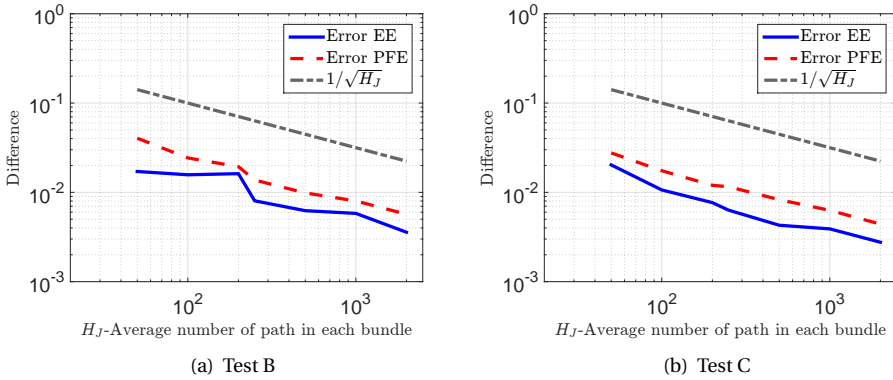 10^0
10^-1
10^-2
10^-3
Difference
Error EE
Error PFE
1/√H_J
10^2
10^3
H_J-Average number of path in each bundle
(a) Test B
10^0
10^-1
10^-2
10^-3
Difference
Error EE
Error PFE
1/√H_J
10^2
10^3
H_J-Average number of path in each bundle
(b) Test C